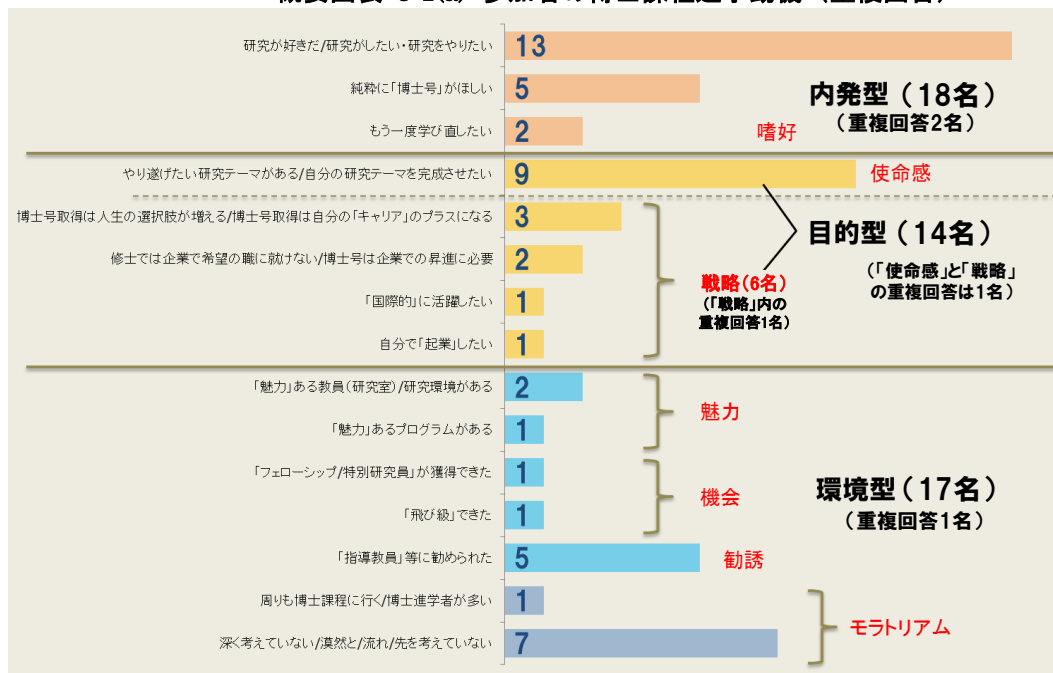 研究が好きだ/研究がしたい・研究をやりたい
13
純粋に「博士号」がほしい
5
内発型（18名）
（重複回答2名）
もう一度学び直したい
2
嗜好
やり遂げたい研究テーマがある/自分の研究テーマを完成させたい
9
使命感
博士号取得は人生の選択肢が増える/博士号取得は自分の「キャリア」のプラスになる
3
目的型（14名）
（「使命感」と「戦略」
の重複回答は1名）
修士では企業で希望の職に就けない/博士号は企業での昇進に必要
2
戦略（6名）
（「戦略」内の
重複回答1名）
「国際的」に活躍したい
1
自分で「起業」したい
1
「魅力」ある教員（研究室）/研究環境がある
2
魅力
「魅力」あるプログラムがある
1
「フェローシップ/特別研究員」が獲得できた
1
機会
環境型（17名）
（重複回答1名）
「飛び級」できた
1
「指導教員」等に勧められた
5
勧誘
周りも博士課程に行く/博士進学者が多い
1
モラトリアム
深く考えていない/漠然と/流れ/先を考えていない
7